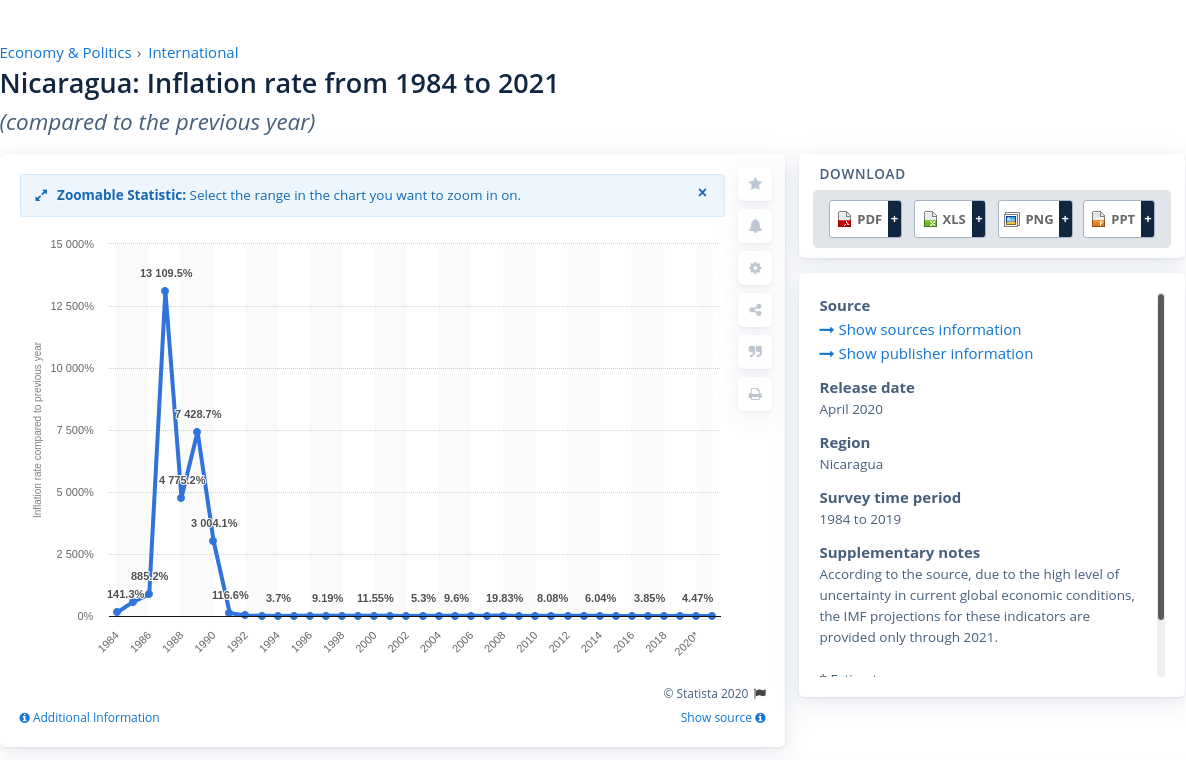 Economy & Politics › International
Nicaragua: Inflation rate from 1984 to 2021
(compared to the previous year)
Zoomable Statistic: Select the range in the chart you want to zoom in on. ×
15 000%
12 500%
10 000%
7 500%
5 000%
2 500%
0%
Inflation rate compared to previous year
13 109.5%
7 428.7%
4 775.2%
3 004.1%
885.2%
141.3%
116.6%
3.7%
9.19%
11.55%
5.3%
9.6%
19.83%
8.08%
6.04%
3.85%
4.47%
1984
1986
1988
1990
1992
1994
1996
1998
2000
2002
2004
2006
2008
2010
2012
2014
2016
2018
2020*
© Statista 2020
Additional Information
Show source
DOWNLOAD
PDF +
XLS +
PNG +
PPT +
Source
Show sources information
Show publisher information
Release date
April 2020
Region
Nicaragua
Survey time period
1984 to 2019
Supplementary notes
According to the source, due to the high level of
uncertainty in current global economic conditions,
the IMF projections for these indicators are
provided only through 2021.